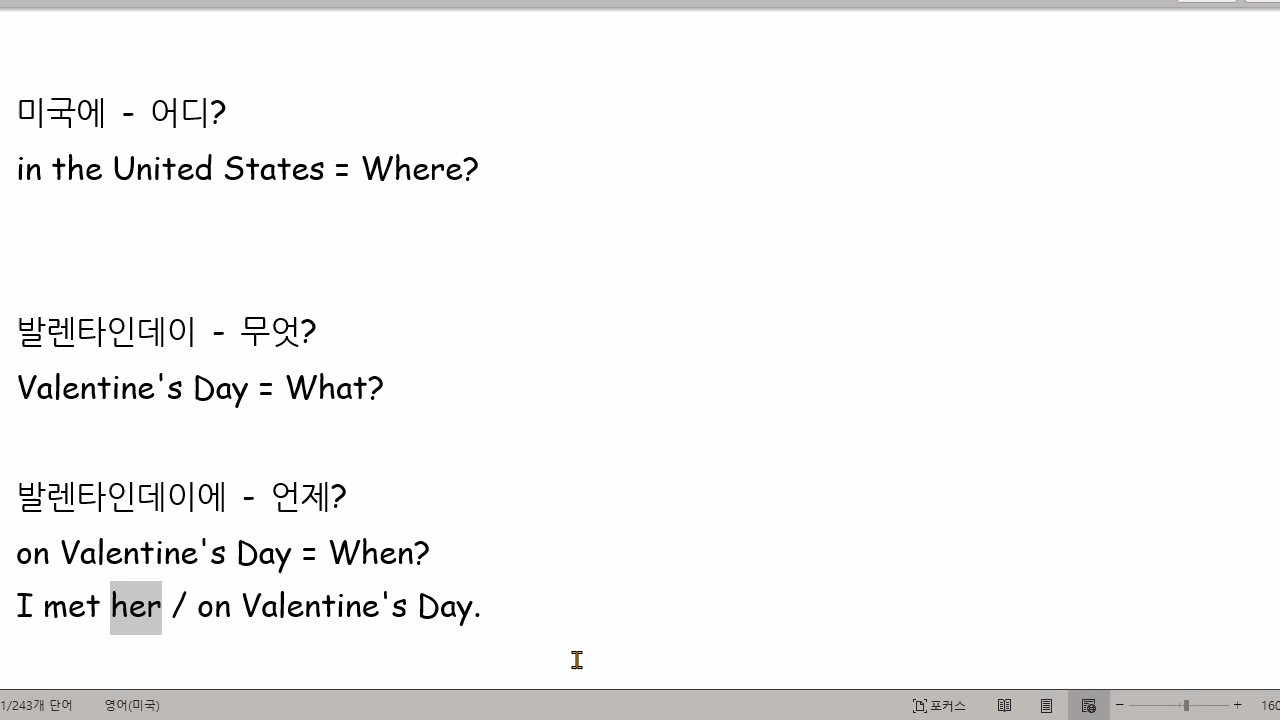 미국에 - 어디?
in the United States = Where?
발렌타인데이 - 무엇?
Valentine's Day = What?
발렌타인데이에 - 언제?
on Valentine's Day = When?
I met her / on Valentine's Day.
1/243개 단어 영어(미국) 포커스 160